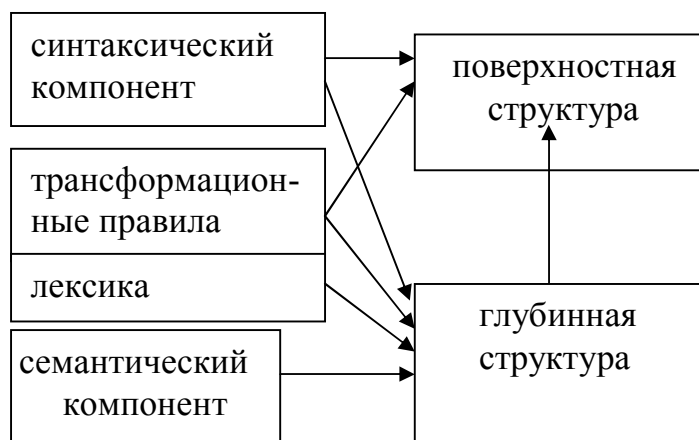 синтаксический
компонент
поверхностная
структура
трансформацион-
ные правила
лексика
глубинная
структура
семантический
компонент